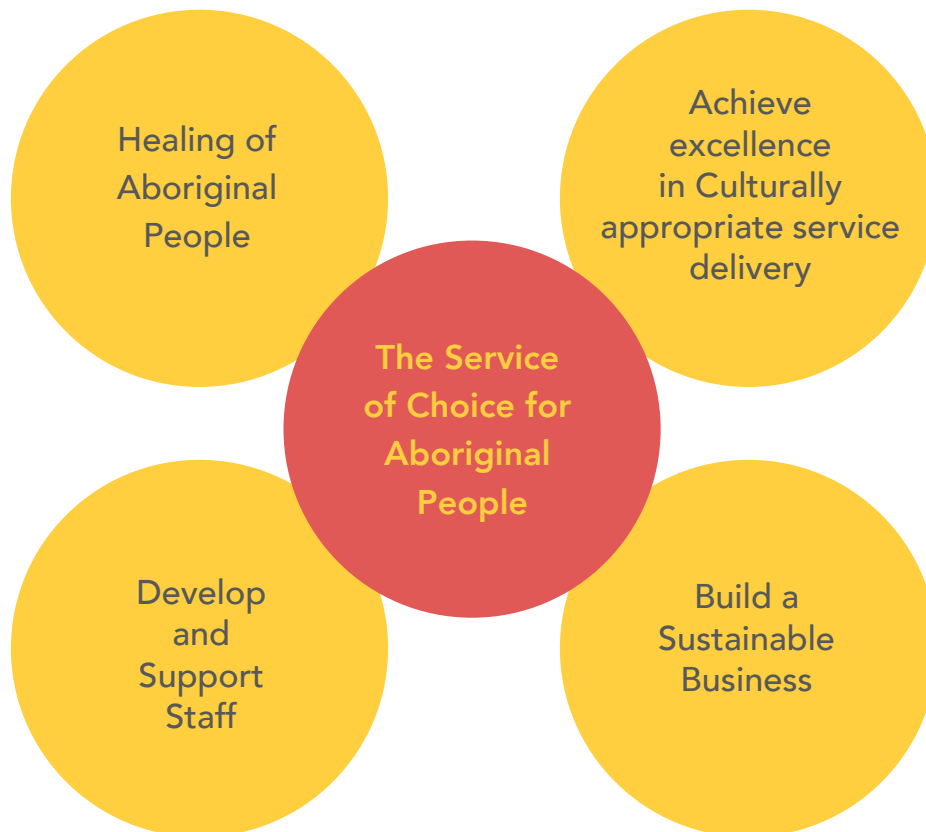 Healing of
Aboriginal
People
Achieve
excellence
in Culturally
appropriate service
delivery
The Service
of Choice for
Aboriginal
People
Develop
and
Support
Staff
Build a
Sustainable
Business